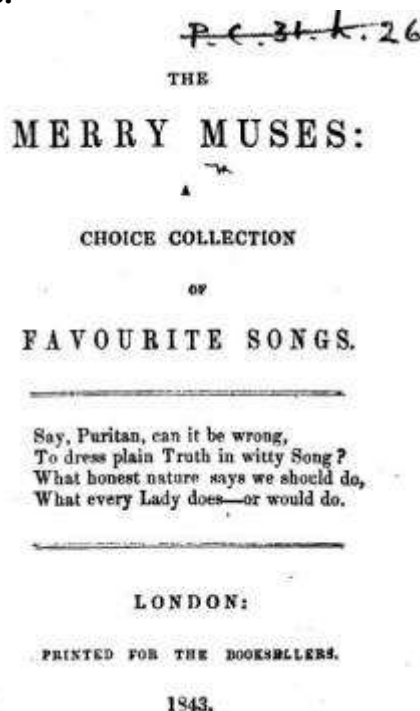 P. C. 31. k. 26
THE
MERRY MUSES:
A
CHOICE COLLECTION
OF
FAVOURITE SONGS.
Say, Puritan, can it be wrong,
To dress plain Truth in witty Song?
What honest nature says we should do,
What every Lady does—or would do.
LONDON:
PRINTED FOR THE BOOKSELLERS.
1843.